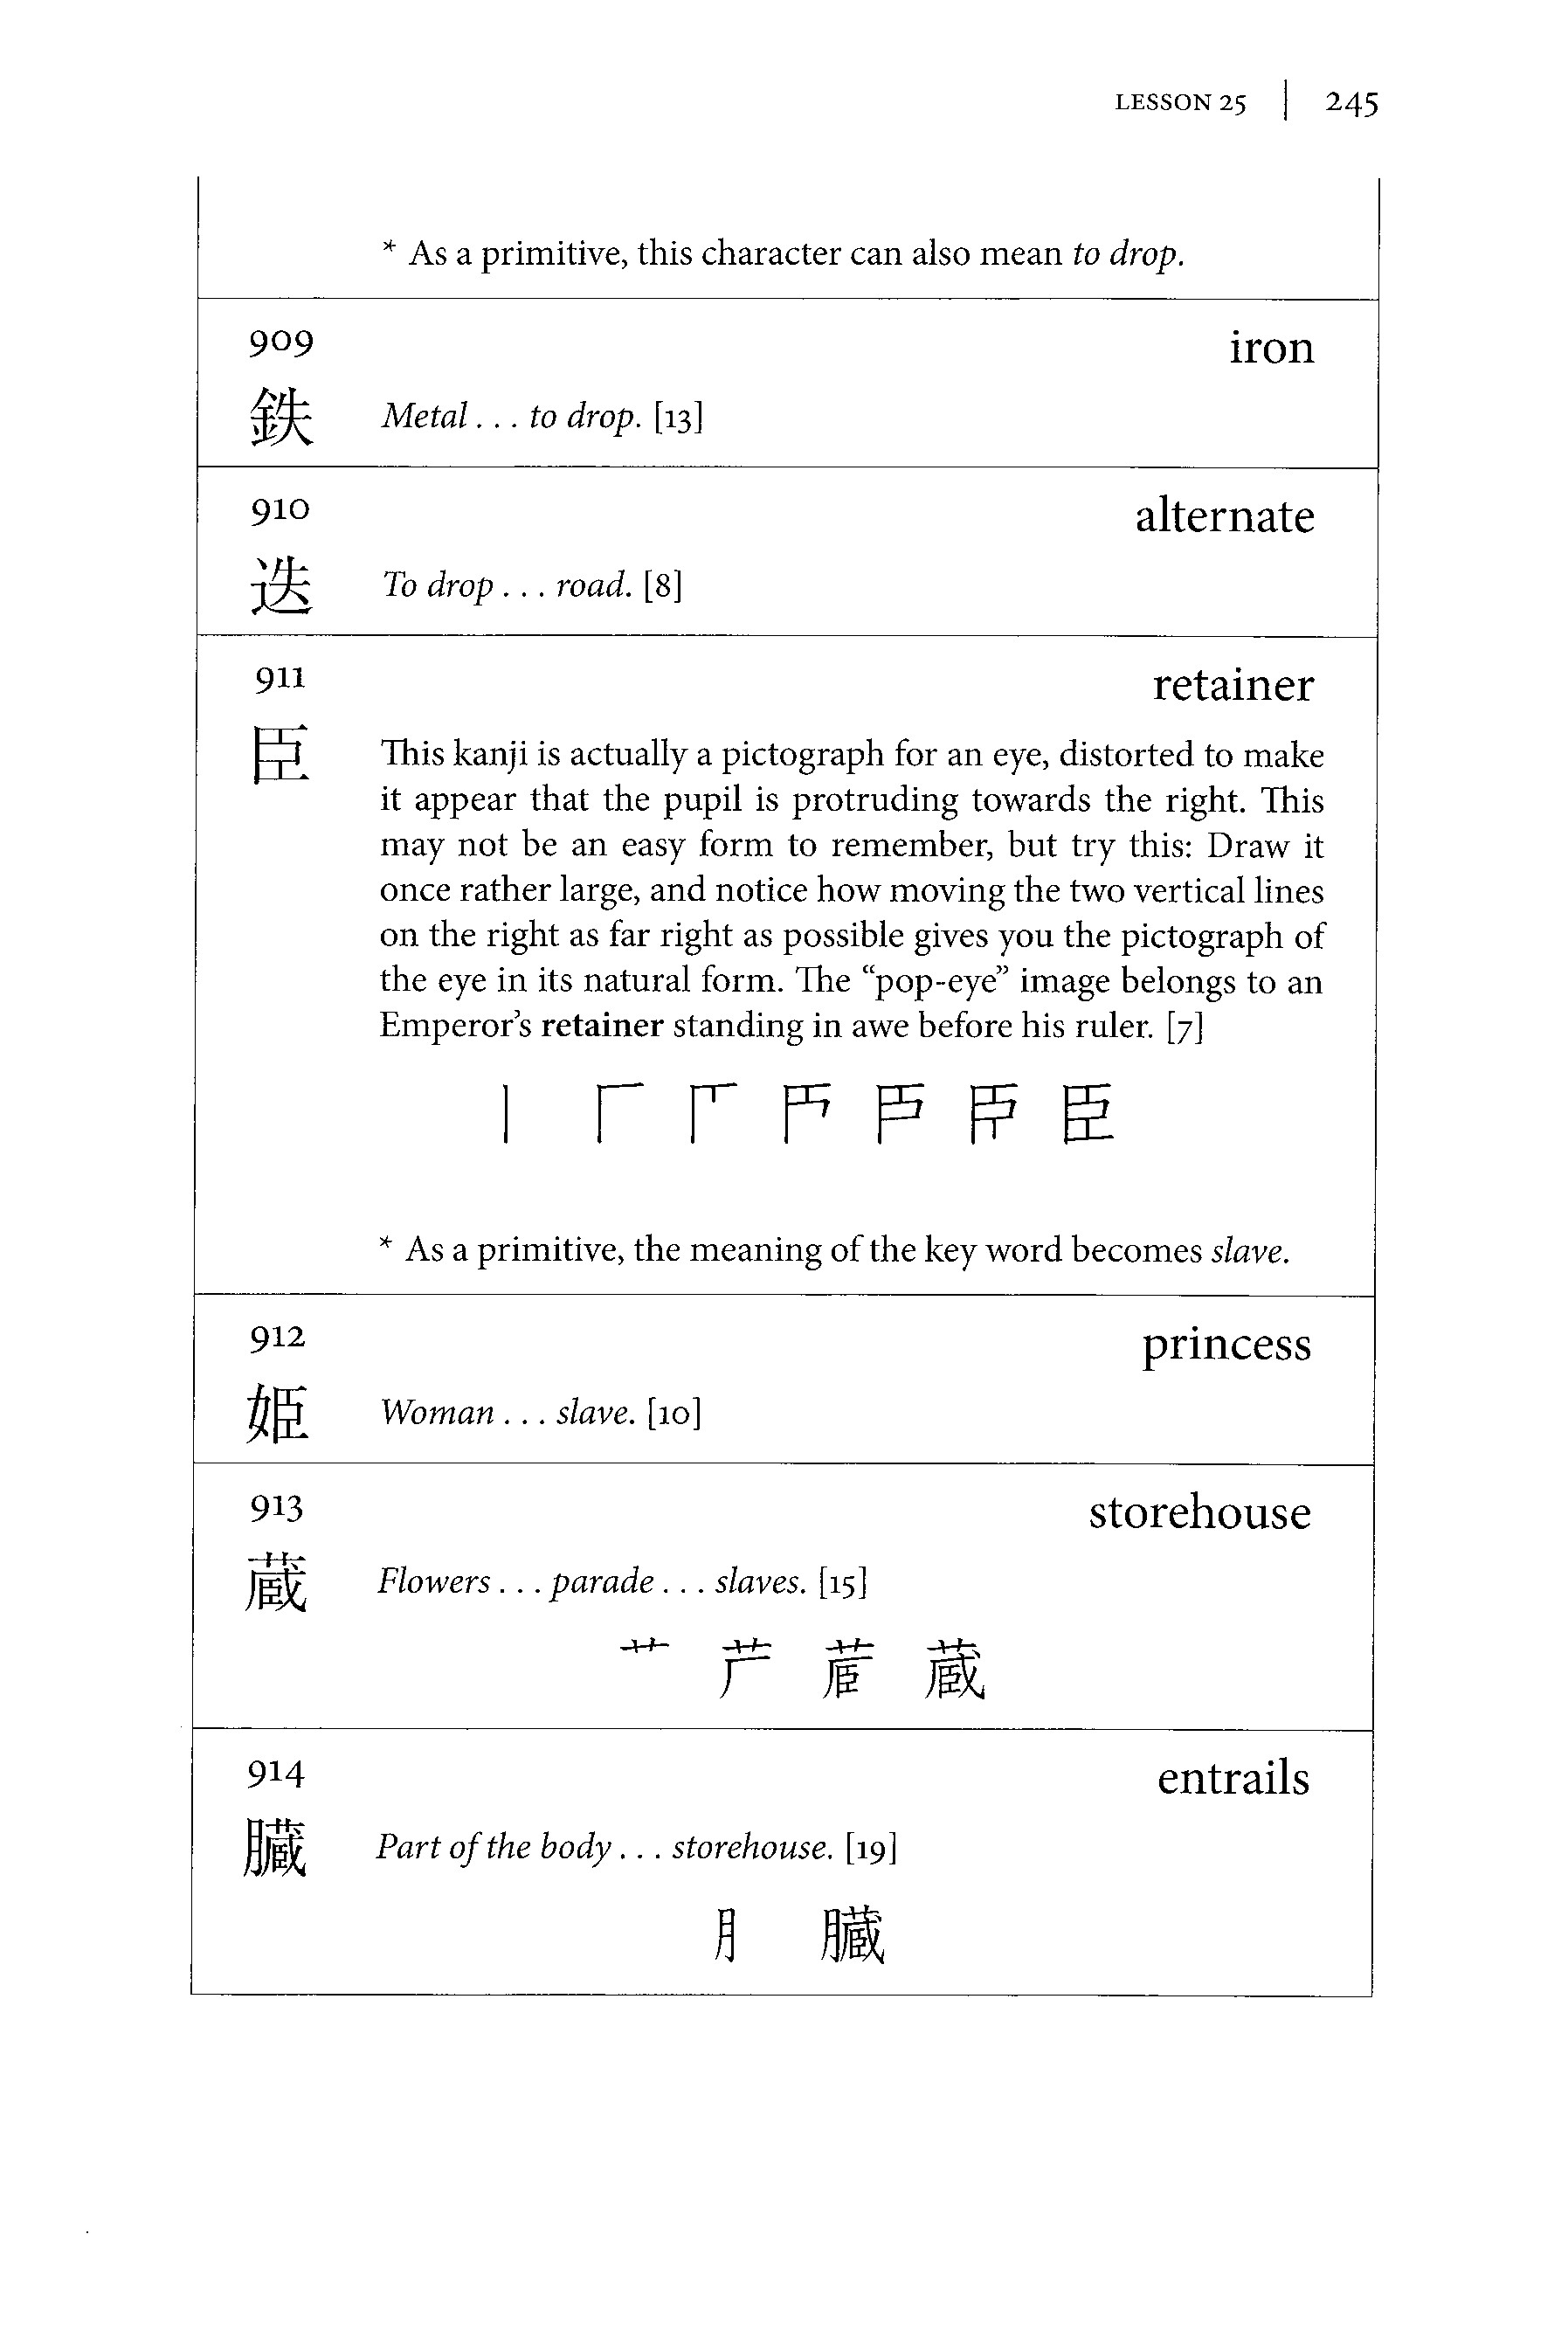 LESSON 25 | 245
* As a primitive, this character can also mean to drop.
909 iron
鉄 Metal . . . to drop. [13]
910 alternate
迭 To drop . . . road. [8]
911 retainer
臣 This kanji is actually a pictograph for an eye, distorted to make
it appear that the pupil is protruding towards the right. This
may not be an easy form to remember, but try this: Draw it
once rather large, and notice how moving the two vertical lines
on the right as far right as possible gives you the pictograph of
the eye in its natural form. The “pop-eye” image belongs to an
Emperor’s retainer standing in awe before his ruler. [7]
臣
* As a primitive, the meaning of the key word becomes slave.
912 princess
姫 Woman . . . slave. [10]
913 storehouse
蔵 Flowers . . . parade . . . slaves. [15]
艹 蔵
914 entrails
臓 Part of the body . . . storehouse. [19]
月 臓